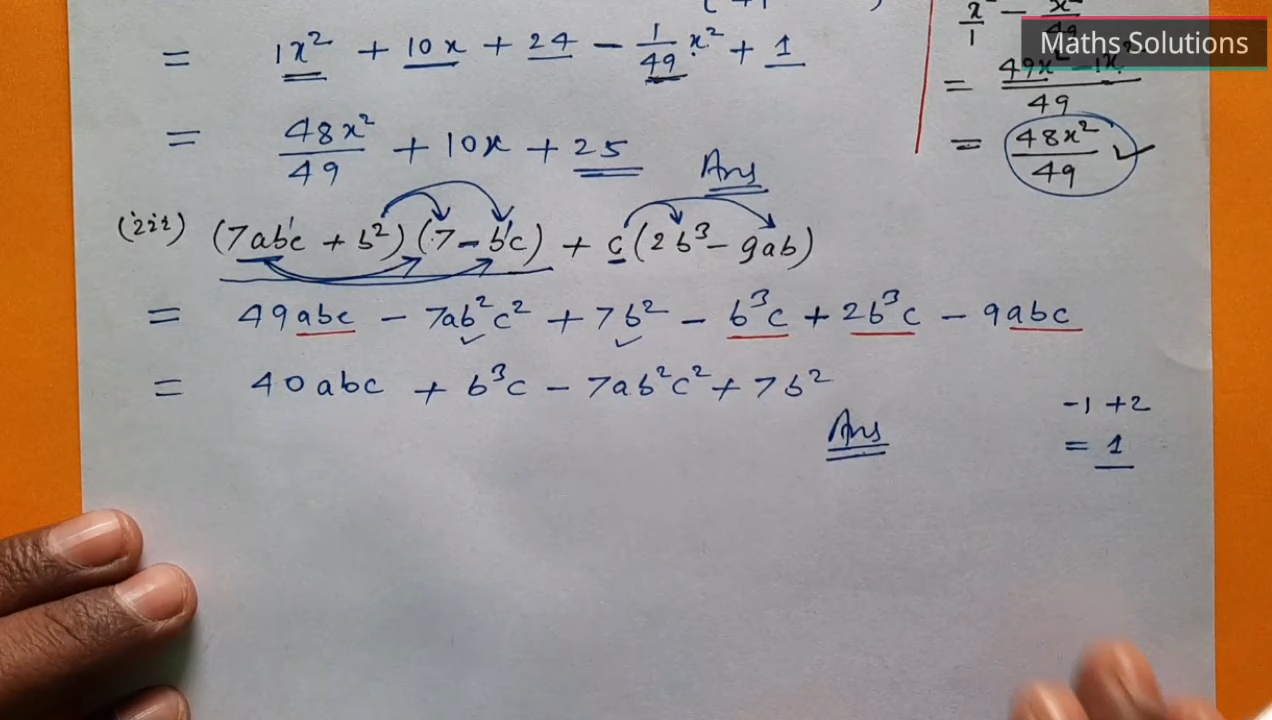 = 1x² + 10x + 24 - 1/49 x² + 1
= 48x²/49 + 10x + 25 Ans
Maths Solutions
= 49x² - 1x²/49
= 48x²/49 ✓
(iii) (7abc + b²)(7 - bc) + c(2b³ - 9ab)
= 49abc - 7ab²c² + 7b² - b³c + 2b³c - 9abc
= 40abc + b³c - 7ab²c² + 7b²
Ans
-1 +2
= 1